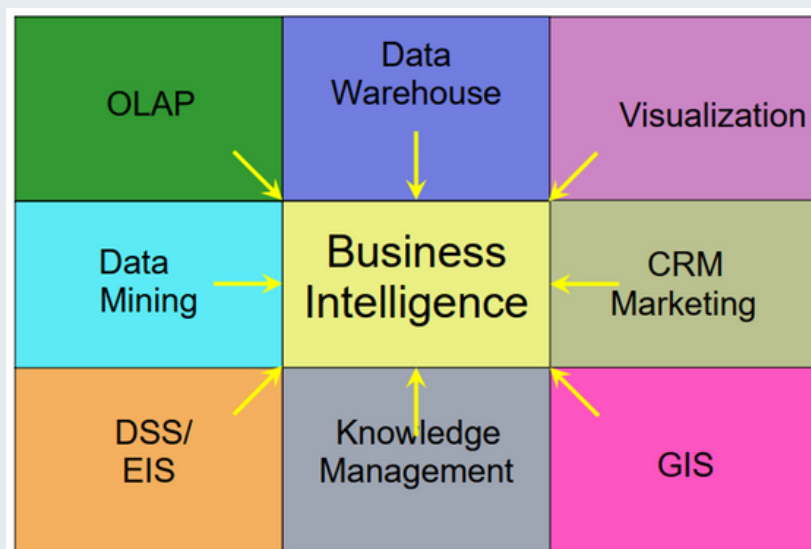 OLAP
Data
Warehouse
Visualization
Data
Mining
Business
Intelligence
CRM
Marketing
DSS/
EIS
Knowledge
Management
GIS